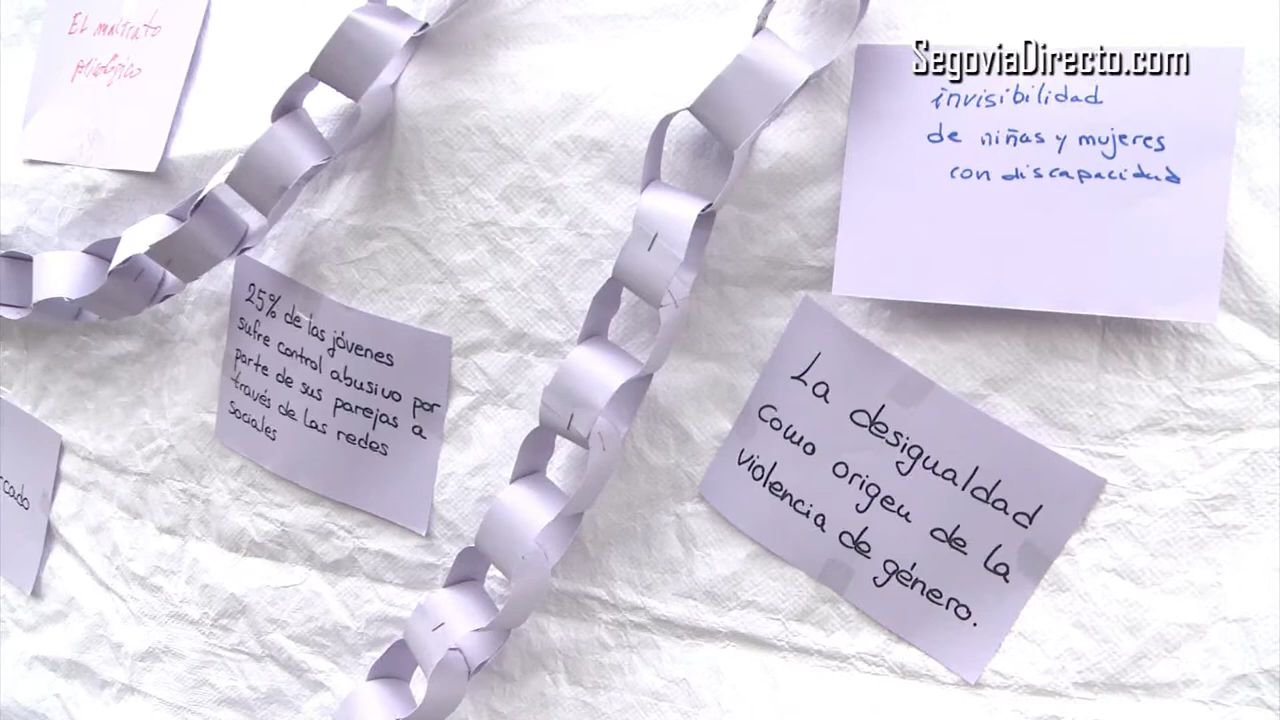 El maltrato
psicológico
SegoviaDirecto.com
invisibilidad
de niñas y mujeres
con discapacidad
25% de las jóvenes
sufre control abusivo por
parte de sus parejas a
través de las redes
Sociales
rcado
La desigualdad
como origen de la
violencia de género.